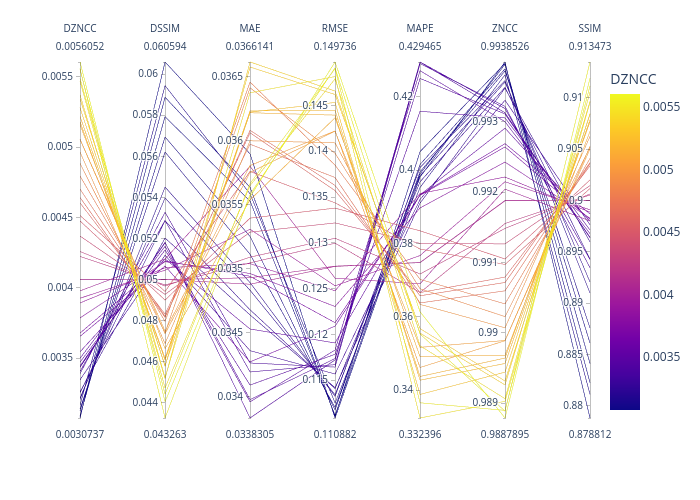 DZNCC DSSIM MAE RMSE MAPE ZNCC SSIM
0.0056052 0.060594 0.0366141 0.149736 0.429465 0.9938526 0.913473
DZNCC
0.0055 0.06 0.0365 0.145 0.42 0.993 0.91 0.0055
0.005 0.058 0.036 0.14 0.4 0.992 0.905 0.005
0.0045 0.056 0.0355 0.135 0.38 0.991 0.9 0.0045
0.004 0.054 0.035 0.13 0.36 0.99 0.895 0.004
0.0035 0.052 0.0345 0.125 0.34 0.989 0.89 0.0035
0.05 0.034 0.12 0.885
0.048 0.115 0.88
0.046
0.044
0.0030737 0.043263 0.0338305 0.110882 0.332396 0.9887895 0.878812